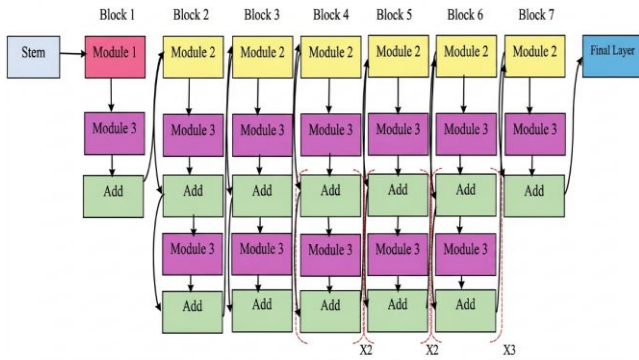 Block 1 Block 2 Block 3 Block 4 Block 5 Block 6 Block 7
Stem Module 1 Module 2 Module 2 Module 2 Module 2 Module 2 Module 2 Final Layer
Module 3 Module 3 Module 3 Module 3 Module 3 Module 3 Module 3
Add Add Add Add Add Add Add
Module 3 Module 3 Module 3 Module 3 Module 3
Add Add Add Add Add
X2 X2 X3